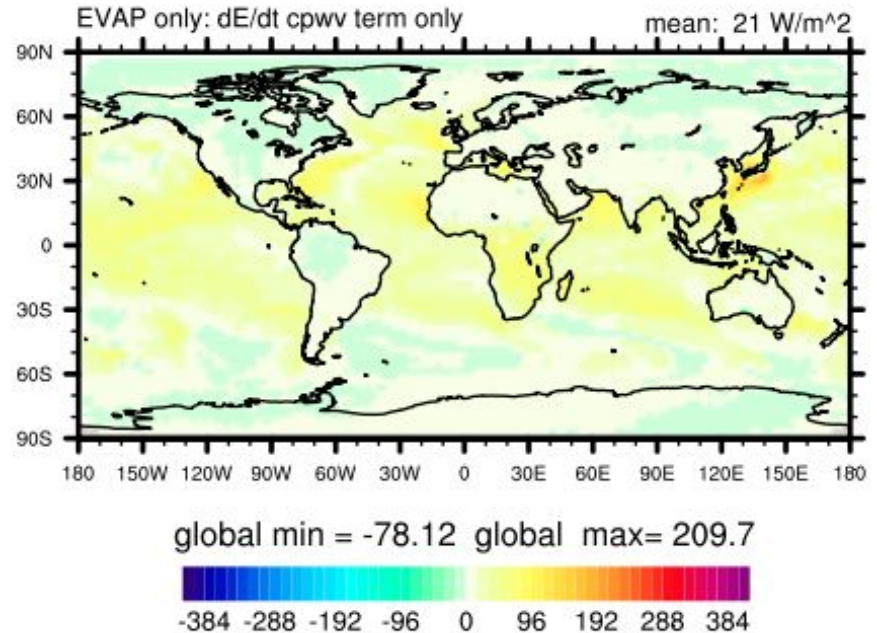 EVAP only: dE/dt cpwv term only mean: 21 W/m^2
90N
60N
30N
0
30S
60S
90S
180 150W 120W 90W 60W 30W 0 30E 60E 90E 120E 150E 180
global min = -78.12 global max= 209.7
-384 -288 -192 -96 0 96 192 288 384